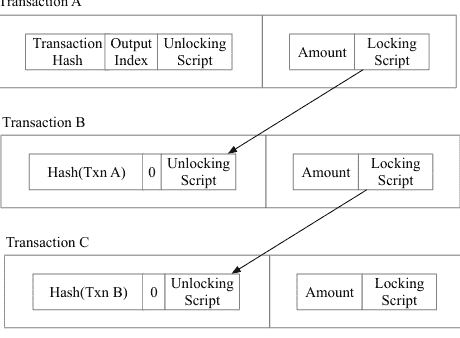 Transaction A
Transaction Output Unlocking
Hash Index Script
Amount Locking
Script
Transaction B
Hash(Txn A) 0 Unlocking
Script
Amount Locking
Script
Transaction C
Hash(Txn B) 0 Unlocking
Script
Amount Locking
Script